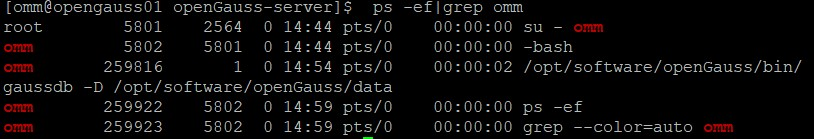 [omm@opengauss01 openGauss-server]$  ps -ef|grep omm
root        5801    2564  0 14:44 pts/0    00:00:00 su - omm
omm         5802    5801  0 14:44 pts/0    00:00:00 -bash
omm       259816       1  0 14:54 pts/0    00:00:02 /opt/software/openGauss/bin/
gaussdb -D /opt/software/openGauss/data
omm       259922    5802  0 14:59 pts/0    00:00:00 ps -ef
omm       259923    5802  0 14:59 pts/0    00:00:00 grep --color=auto omm